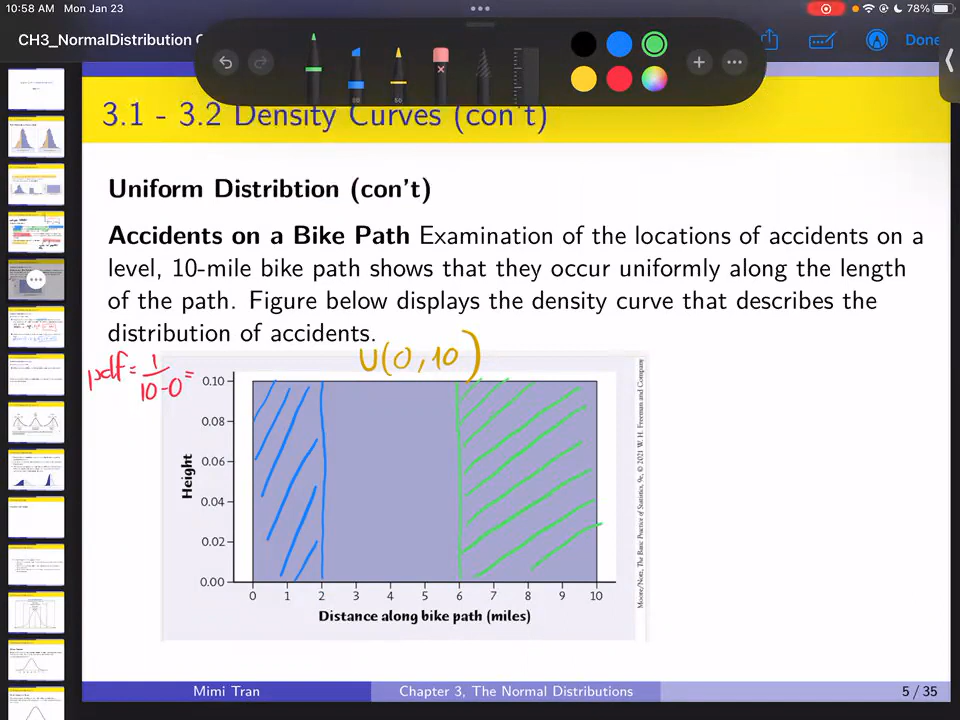 10:58 AM Mon Jan 23
78%
CH3_NormalDistribution
Done
50
50
3.1 - 3.2 Density Curves (con't)
Uniform Distribtion (con't)
Accidents on a Bike Path Examination of the locations of accidents on a
level, 10-mile bike path shows that they occur uniformly along the length
of the path. Figure below displays the density curve that describes the
distribution of accidents.
U(0,10)
pdf = 1/10-0 =
0.10
0.08
0.06
0.04
0.02
0.00
Height
0 1 2 3 4 5 6 7 8 9 10
Distance along bike path (miles)
Moore/Notz, The Basic Practice of Statistics, 9e, © 2021 W. H. Freeman and Company
Mimi Tran
Chapter 3, The Normal Distributions
5 / 35